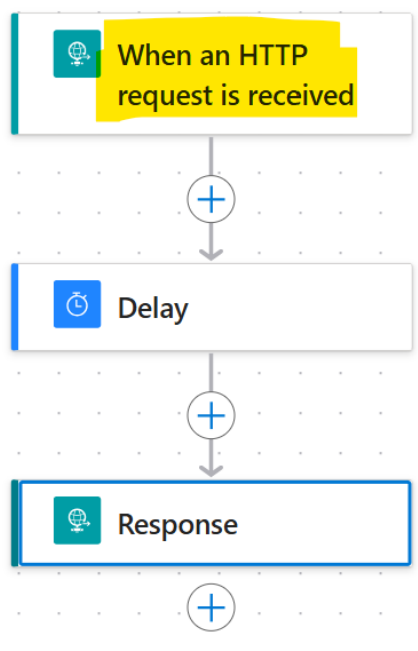 When an HTTP
request is received
Delay
Response